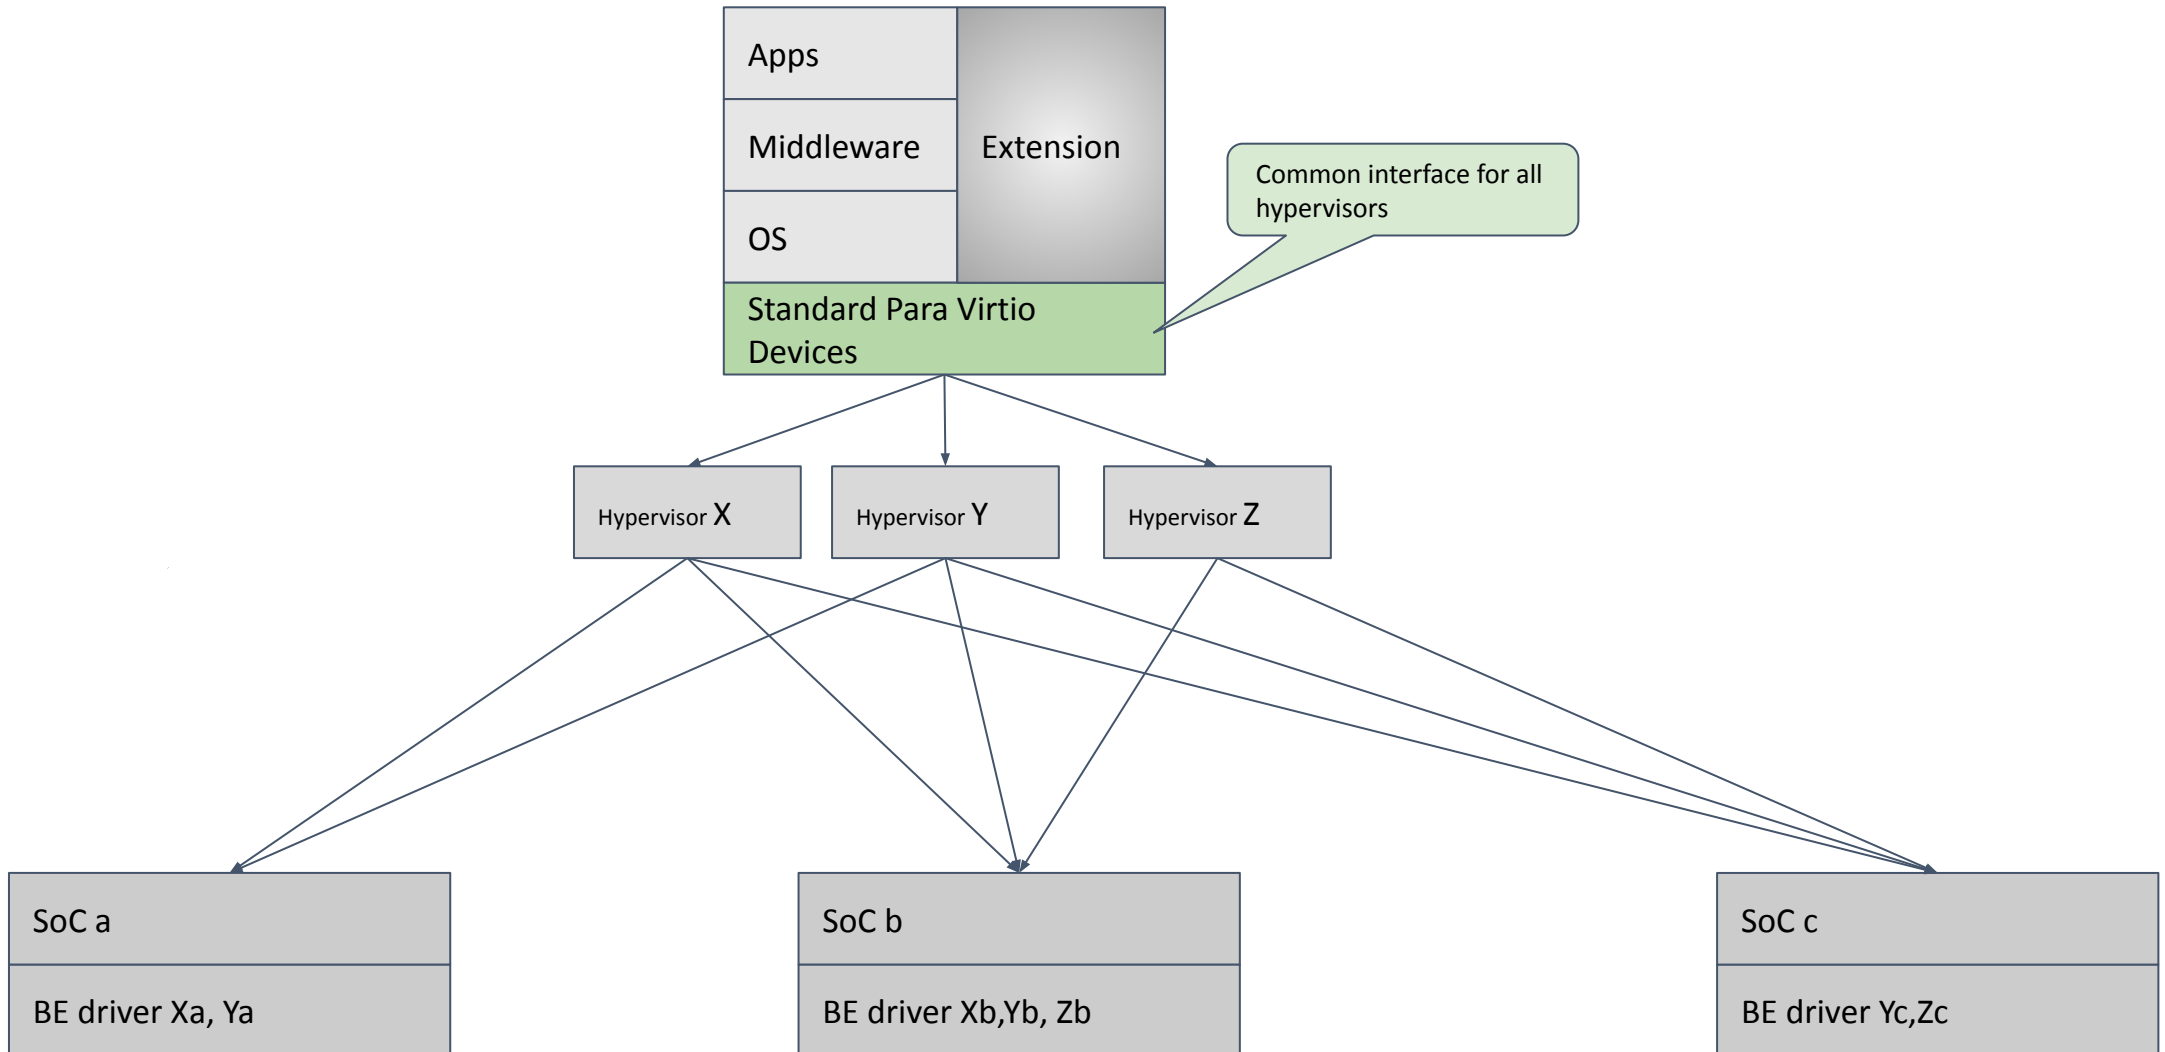 Apps
Middleware
Extension
OS
Common interface for all
hypervisors
Standard Para Virtio
Devices
Hypervisor X
Hypervisor Y
Hypervisor Z
SoC a
SoC b
SoC c
BE driver Xa, Ya
BE driver Xb,Yb, Zb
BE driver Yc,Zc